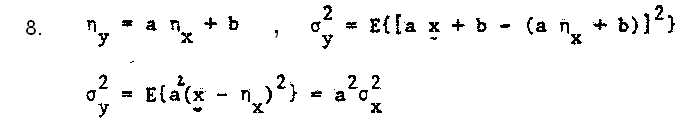 8. η_y = a η_x + b , σ_y^2 = E{[a x + b - (a η_x + b)]^2}
σ_y^2 = E{a^2(x - η_x)^2} = a^2σ_x^2